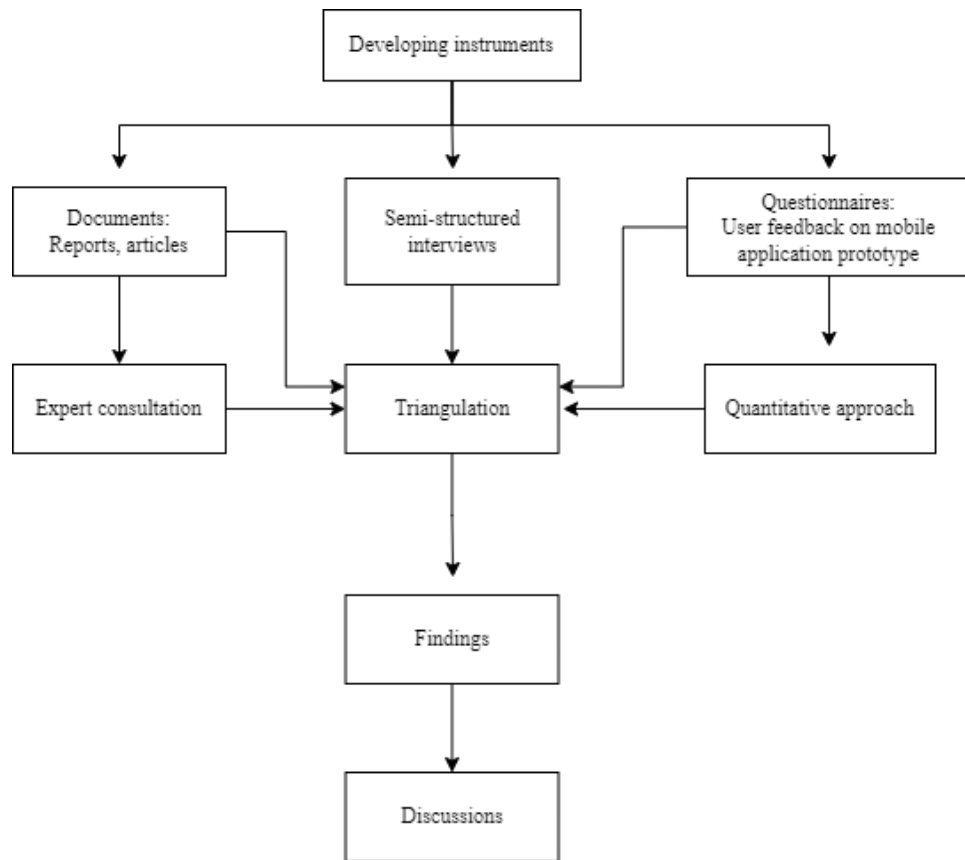 Developing instruments
Documents:
Reports, articles
Semi-structured
interviews
Questionnaires:
User feedback on mobile
application prototype
Expert consultation
Triangulation
Quantitative approach
Findings
Discussions